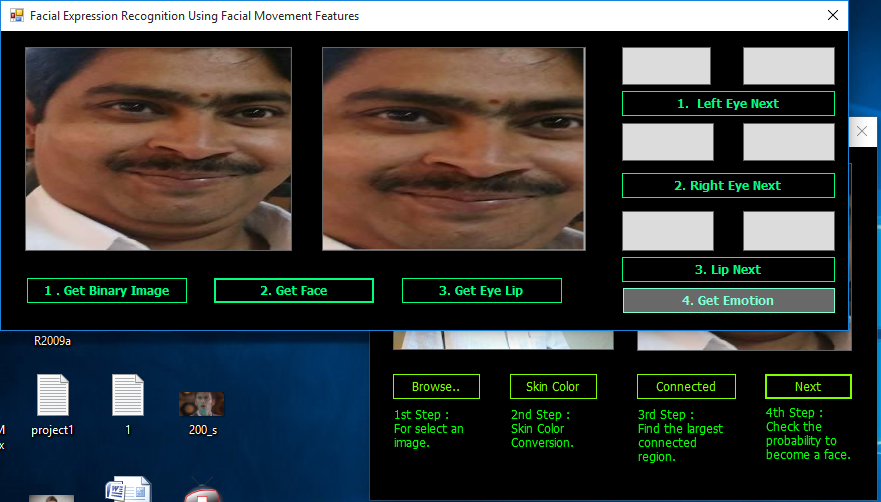 Facial Expression Recognition Using Facial Movement Features
1. Left Eye Next
2. Right Eye Next
3. Lip Next
4. Get Emotion
1 . Get Binary Image
2. Get Face
3. Get Eye Lip
R2009a
project1
1
200_s
M
x
Browse..
Skin Color
Connected
Next
1st Step :
For select an
image.
2nd Step :
Skin Color
Conversion.
3rd Step :
Find the largest
connected
region.
4th Step :
Check the
probability to
become a face.